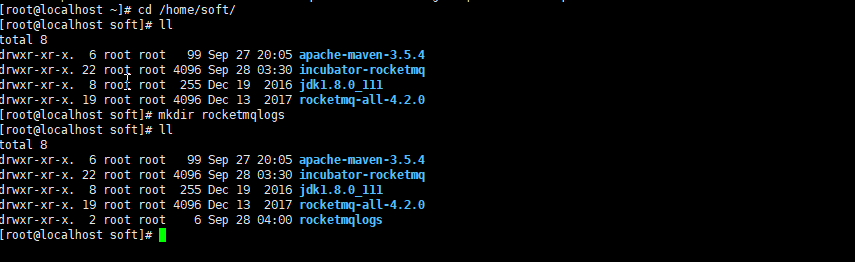 [root@localhost ~]# cd /home/soft/
[root@localhost soft]# ll
total 8
drwxr-xr-x.  6 root root   99 Sep 27 20:05 apache-maven-3.5.4
drwxr-xr-x. 22 root root 4096 Sep 28 03:30 incubator-rocketmq
drwxr-xr-x.  8 root root  255 Dec 19  2016 jdk1.8.0_111
drwxr-xr-x. 19 root root 4096 Dec 13  2017 rocketmq-all-4.2.0
[root@localhost soft]# mkdir rocketmqlogs
[root@localhost soft]# ll
total 8
drwxr-xr-x.  6 root root   99 Sep 27 20:05 apache-maven-3.5.4
drwxr-xr-x. 22 root root 4096 Sep 28 03:30 incubator-rocketmq
drwxr-xr-x.  8 root root  255 Dec 19  2016 jdk1.8.0_111
drwxr-xr-x. 19 root root 4096 Dec 13  2017 rocketmq-all-4.2.0
drwxr-xr-x.  2 root root    6 Sep 28 04:00 rocketmqlogs
[root@localhost soft]#